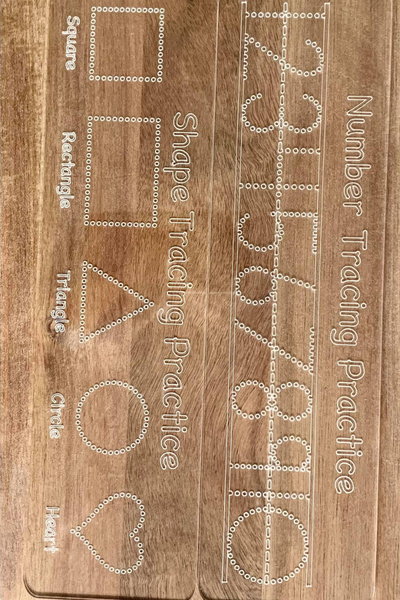 Number Tracing Practice
1 2 3 4 5 6 7 8 9 10
Shape Tracing Practice
Square Rectangle Triangle Circle Heart